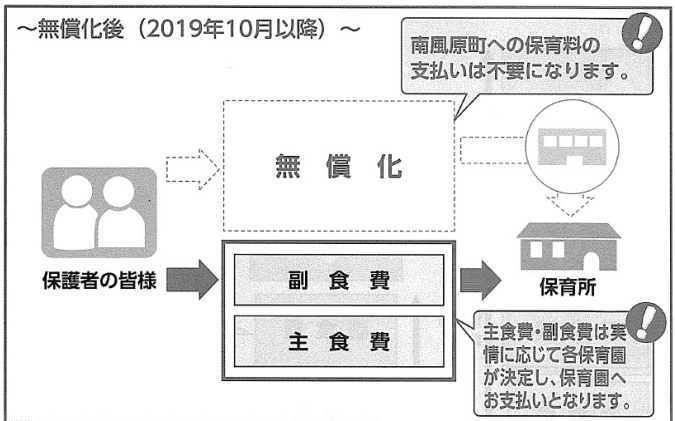 ～無償化後（2019年10月以降）～
南風原町への保育料の
支払いは不要になります。
無償化
保護者の皆様
副食費
主食費
保育所
主食費・副食費は実
情に応じて各保育園
が決定し、保育園へ
お支払いとなります。